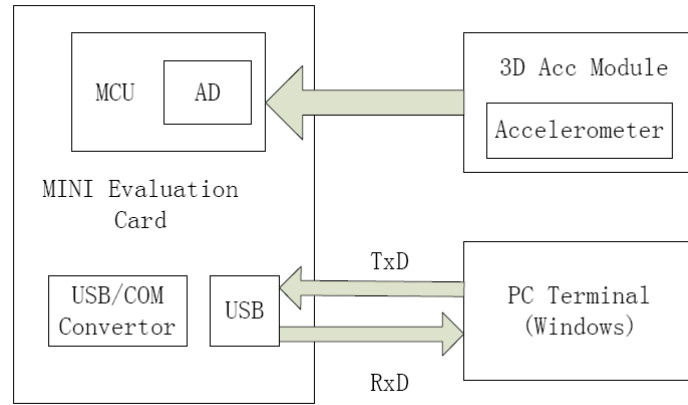 MCU
AD
3D Acc Module
Accelerometer
MINI Evaluation
Card
TxD
USB/COM
Convertor
USB
PC Terminal
(Windows)
RxD